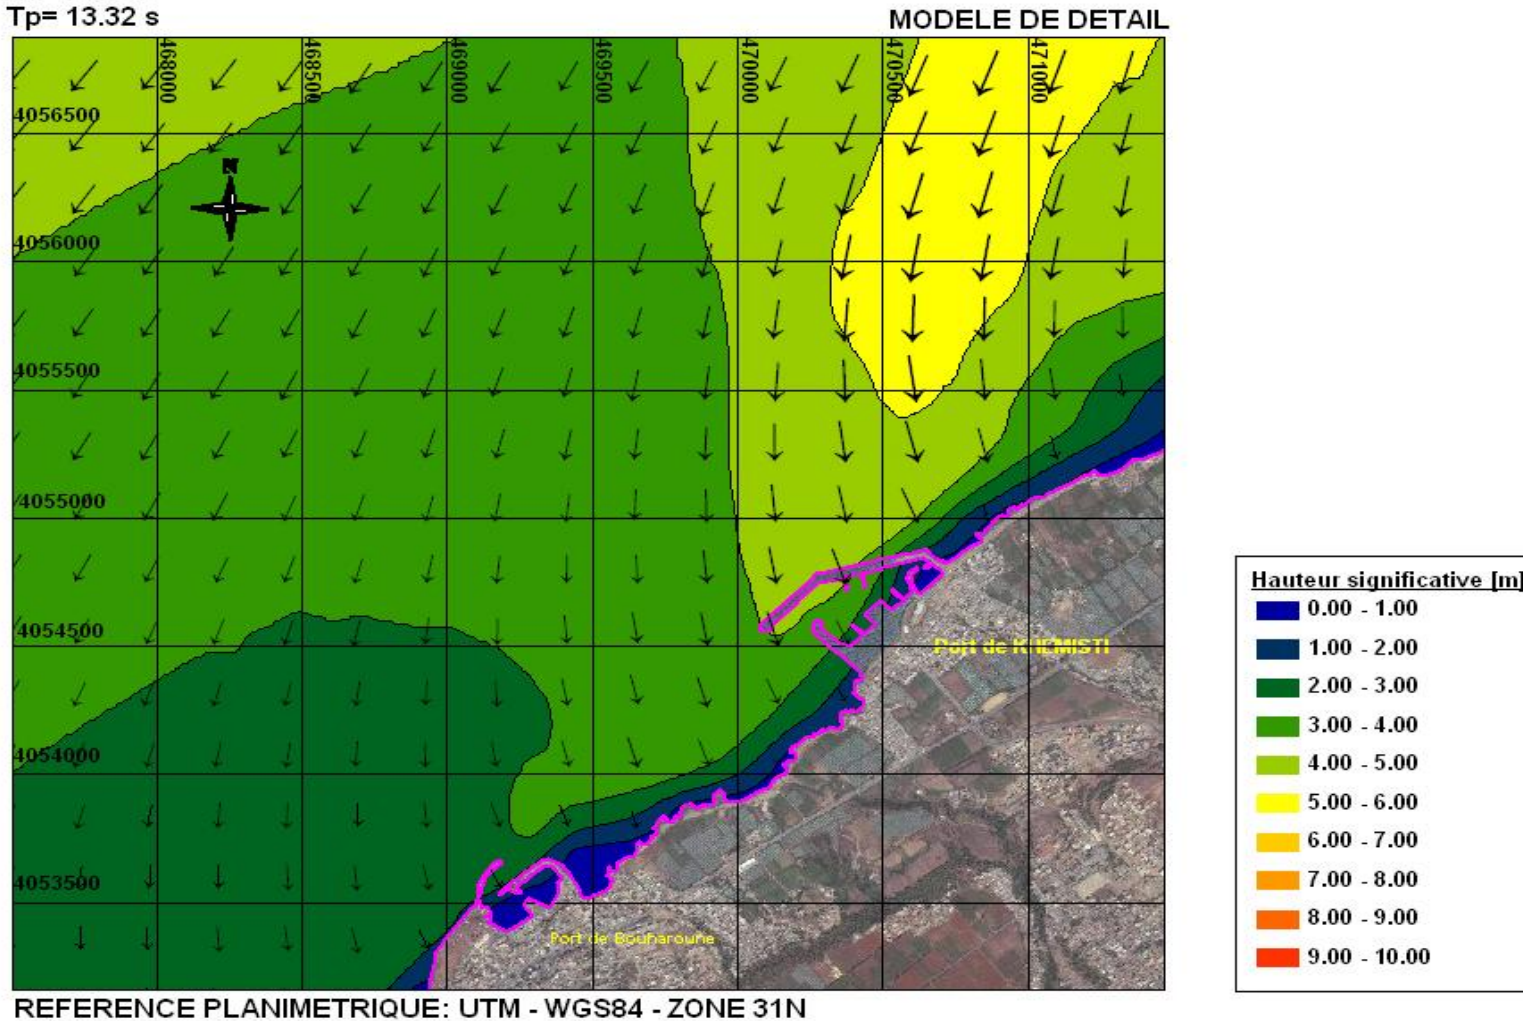 Tp= 13.32 s
MODELE DE DETAIL
468000
468500
469000
469500
470000
470500
471000
4056500
N
4056000
4055500
4055000
4054500
4054000
4053500
Port de KHEMISTI
Port de Bouharoune
Hauteur significative [m]
0.00 - 1.00
1.00 - 2.00
2.00 - 3.00
3.00 - 4.00
4.00 - 5.00
5.00 - 6.00
6.00 - 7.00
7.00 - 8.00
8.00 - 9.00
9.00 - 10.00
REFERENCE PLANIMETRIQUE: UTM - WGS84 - ZONE 31N